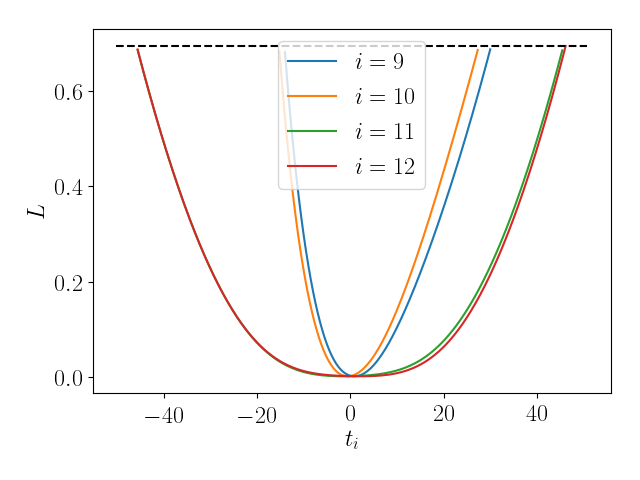 i = 9
i = 10
i = 11
i = 12
0.6
0.4
0.2
0.0
L
−40 −20 0 20 40
t_i